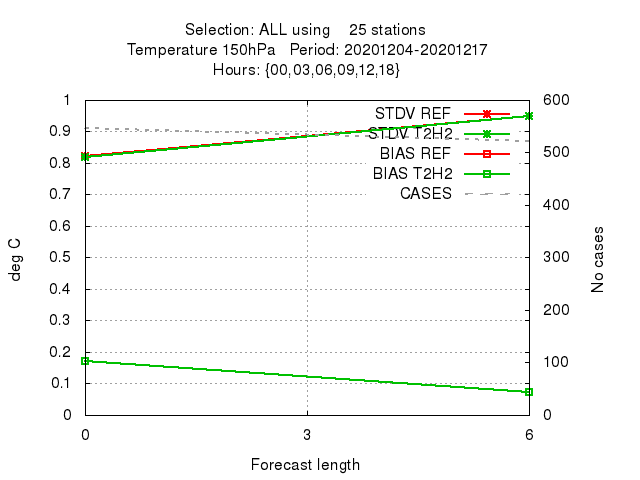 Selection: ALL using 25 stations
Temperature 150hPa Period: 20201204-20201217
Hours: {00,03,06,09,12,18}
STDV REF
STDV T2H2
BIAS REF
BIAS T2H2
CASES
1
0.9
0.8
0.7
0.6
0.5
0.4
0.3
0.2
0.1
0
deg C
600
500
400
300
200
100
0
No cases
0 3 6
Forecast length